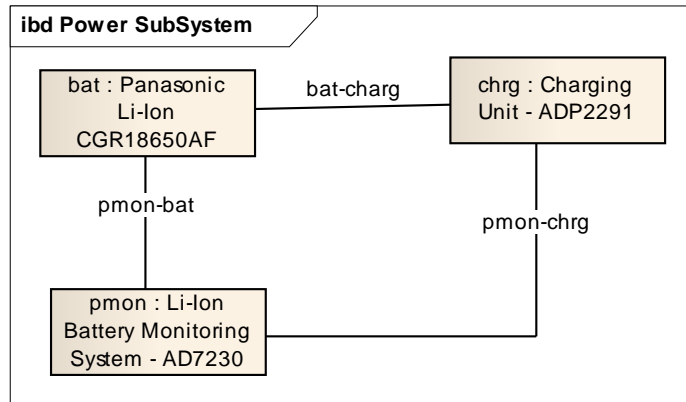 ibd Power SubSystem
bat : Panasonic
Li-Ion
CGR18650AF
bat-charg
chrg : Charging
Unit - ADP2291
pmon-bat
pmon-chrg
pmon : Li-Ion
Battery Monitoring
System - AD7230